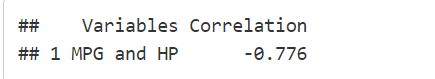 ##    Variables Correlation
## 1 MPG and HP      -0.776